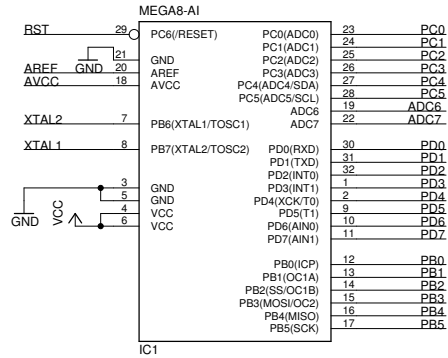 MEGA8-AI
RST 29 PC6(/RESET) PC0(ADC0) 23 PC0
PC1(ADC1) 24 PC1
GND 21 GND PC2(ADC2) 25 PC2
AREF 20 AREF PC3(ADC3) 26 PC3
AVCC 18 AVCC PC4(ADC4/SDA) 27 PC4
PC5(ADC5/SCL) 28 PC5
ADC6 19 ADC6
XTAL2 7 PB6(XTAL1/TOSC1) ADC7 22 ADC7
XTAL1 8 PB7(XTAL2/TOSC2) PD0(RXD) 30 PD0
PD1(TXD) 31 PD1
PD2(INT0) 32 PD2
3 GND PD3(INT1) 1 PD3
GND 5 GND PD4(XCK/T0) 2 PD4
VCC 4 VCC PD5(T1) 9 PD5
6 VCC PD6(AIN0) 10 PD6
PD7(AIN1) 11 PD7
PB0(ICP) 12 PB0
PB1(OC1A) 13 PB1
PB2(SS/OC1B) 14 PB2
PB3(MOSI/OC2) 15 PB3
PB4(MISO) 16 PB4
PB5(SCK) 17 PB5
IC1